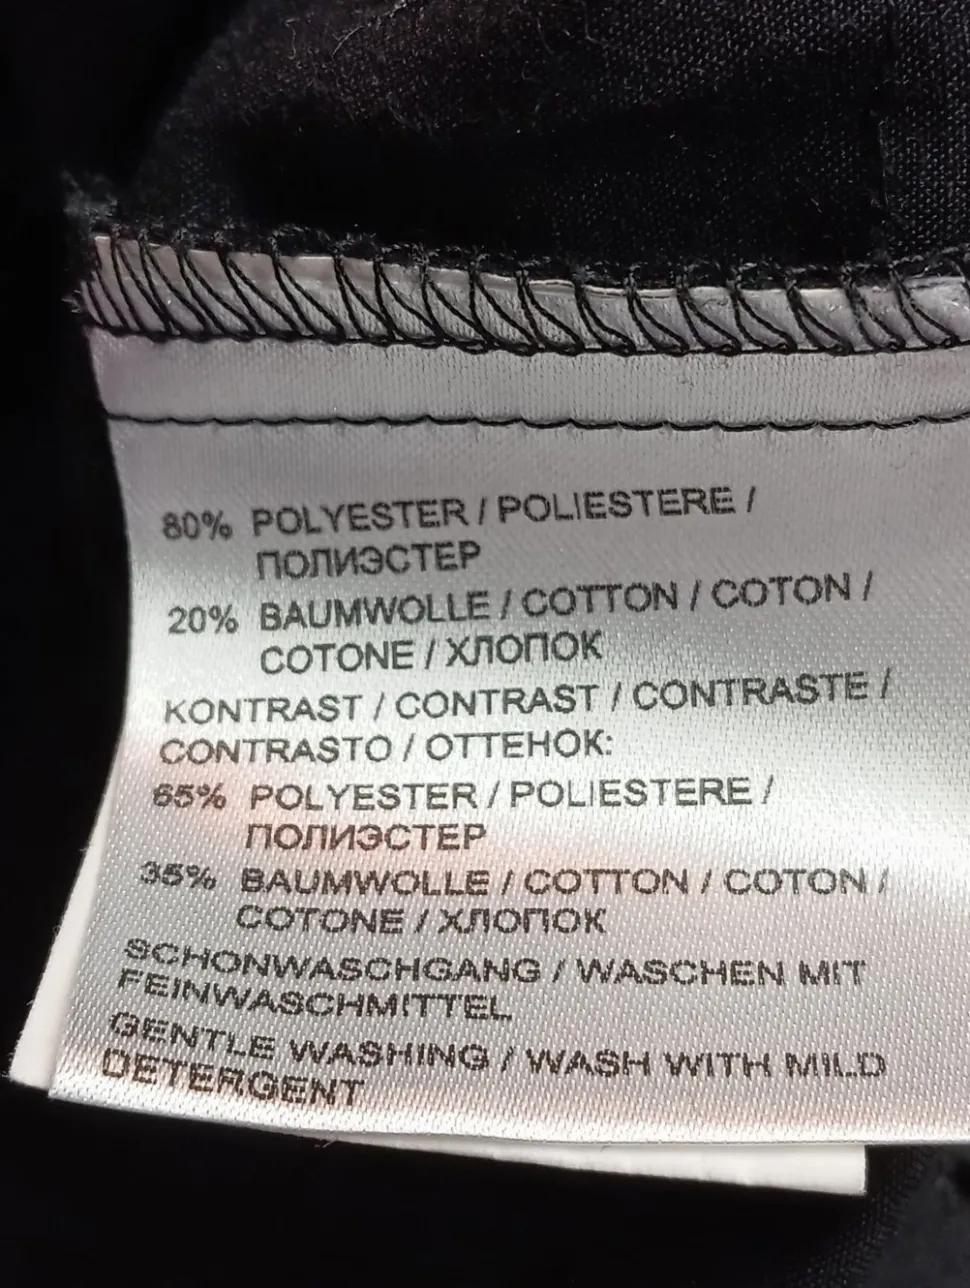 80% POLYESTER / POLIESTERE /
ПОЛИЭСТЕР
20% BAUMWOLLE / COTTON / COTON /
COTONE / ХЛОПОК
KONTRAST / CONTRAST / CONTRASTE /
CONTRASTO / ОТТЕНОК:
65% POLYESTER / POLIESTERE /
ПОЛИЭСТЕР
35% BAUMWOLLE / COTTON / COTON /
COTONE / ХЛОПОК
SCHONWASCHGANG / WASCHEN MIT
FEINWASCHMITTEL
GENTLE WASHING / WASH WITH MILD
DETERGENT